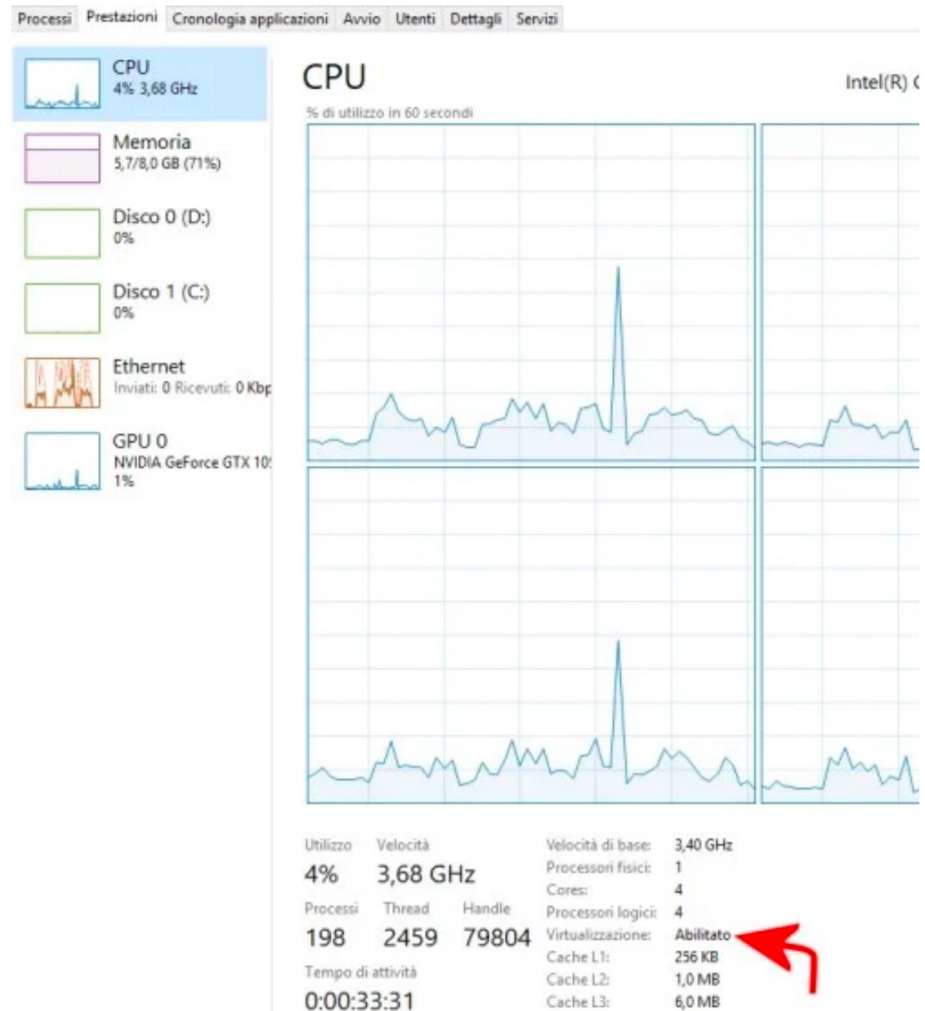 Processi Prestazioni Cronologia applicazioni Avvio Utenti Dettagli Servizi
CPU
4% 3,68 GHz
Memoria
5,7/8,0 GB (71%)
Disco 0 (D:)
0%
Disco 1 (C:)
0%
Ethernet
Inviati: 0 Ricevuti: 0 Kbp
GPU 0
NVIDIA GeForce GTX 10
1%
CPU
Intel(R)
% di utilizzo in 60 secondi
Utilizzo Velocità
4% 3,68 GHz
Processi Thread Handle
198 2459 79804
Tempo di attività
0:00:33:31
Velocità di base: 3,40 GHz
Processori fisici: 1
Cores: 4
Processori logici: 4
Virtualizzazione: Abilitato
Cache L1: 256 KB
Cache L2: 1,0 MB
Cache L3: 6,0 MB